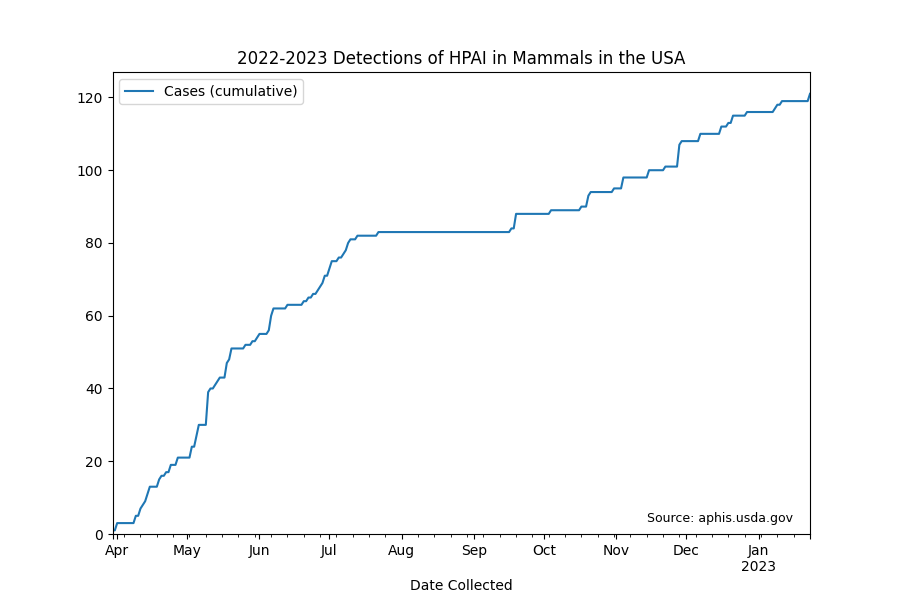 2022-2023 Detections of HPAI in Mammals in the USA
Cases (cumulative)
120
100
80
60
40
20
0
Source: aphis.usda.gov
Apr May Jun Jul Aug Sep Oct Nov Dec Jan
2023
Date Collected